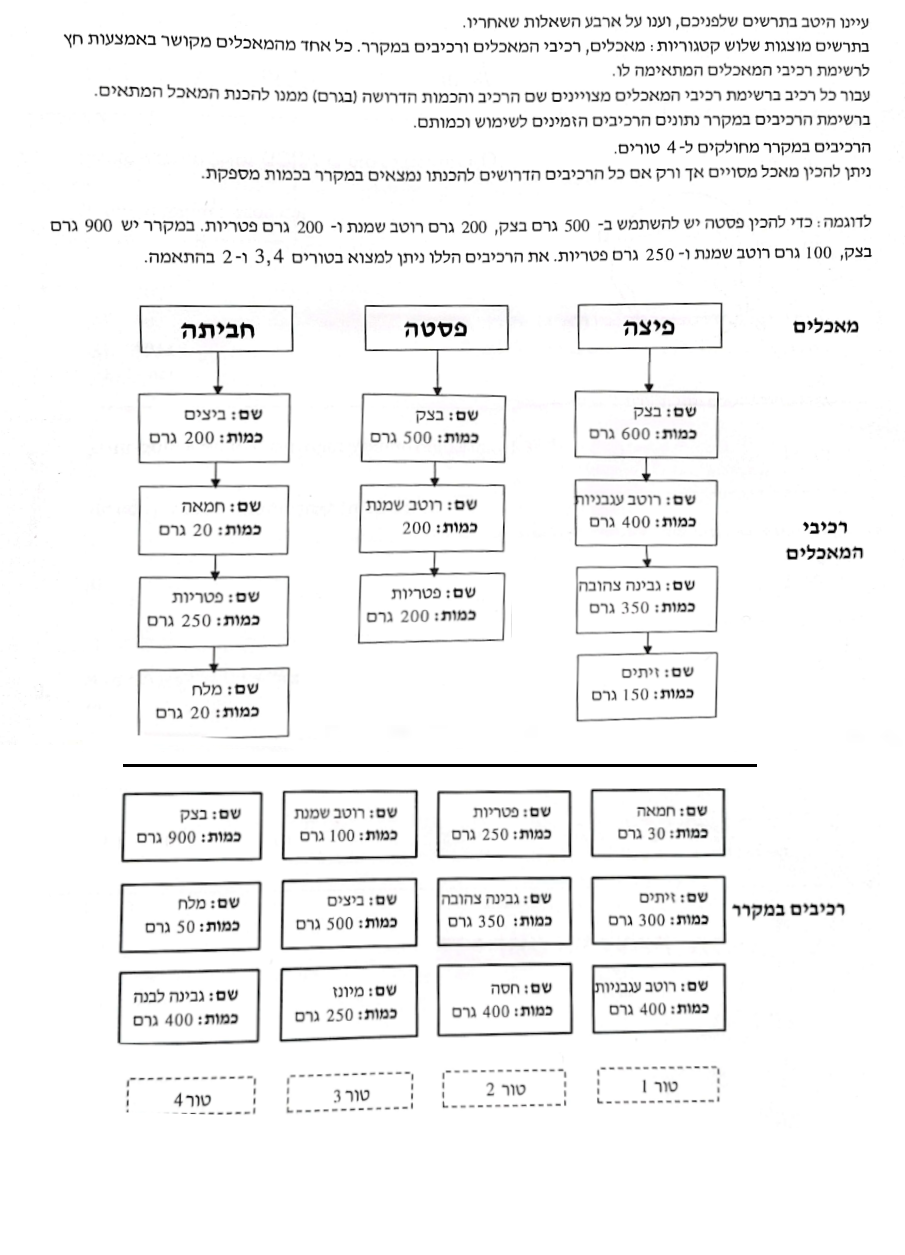 עיינו היטב בתרשים שלפניכם, וענו על ארבע השאלות שאחריו.
בתרשים מוצגות שלוש קטגוריות: מאכלים, רכיבי המאכלים ורכיבים במקרר. כל אחד מהמאכלים מקושר באמצעות חץ
לרשימת רכיבי המאכלים המתאימה לו.
עבור כל רכיב ברשימת רכיבי המאכלים מצויינים שם הרכיב והכמות הדרושה (בגרם) ממנו להכנת המאכל המתאים.
ברשימת הרכיבים במקרר נתונים הרכיבים הזמינים לשימוש וכמותם.
הרכיבים במקרר מחולקים ל-4 טורים.
ניתן להכין מאכל מסויים אך ורק אם כל הרכיבים הדרושים להכנתו נמצאים במקרר בכמות מספקת.
לדוגמה: כדי להכין פסטה יש להשתמש ב- 500 גרם בצק, 200 גרם רוטב שמנת ו- 200 גרם פטריות. במקרר יש 900 גרם
בצק, 100 גרם רוטב שמנת ו- 250 גרם פטריות. את הרכיבים הללו ניתן למצוא בטורים 3,4 ו-2 בהתאמה.
מאכלים
פיצה
פסטה
חביתה
רכיבי
המאכלים
שם: בצק
כמות: 600 גרם
שם: רוטב עגבניות
כמות: 400 גרם
שם: גבינה צהובה
כמות: 350 גרם
שם: זיתים
כמות: 150 גרם
שם: בצק
כמות: 500 גרם
שם: רוטב שמנת
כמות: 200
שם: פטריות
כמות: 200 גרם
שם: ביצים
כמות: 200 גרם
שם: חמאה
כמות: 20 גרם
שם: פטריות
כמות: 250 גרם
שם: מלח
כמות: 20 גרם
רכיבים במקרר
שם: חמאה
כמות: 30 גרם
שם: זיתים
כמות: 300 גרם
שם: רוטב עגבניות
כמות: 400 גרם
טור 1
שם: פטריות
כמות: 250 גרם
שם: גבינה צהובה
כמות: 350 גרם
שם: חסה
כמות: 400 גרם
טור 2
שם: רוטב שמנת
כמות: 100 גרם
שם: ביצים
כמות: 500 גרם
שם: מיונז
כמות: 250 גרם
טור 3
שם: בצק
כמות: 900 גרם
שם: מלח
כמות: 50 גרם
שם: גבינה לבנה
כמות: 400 גרם
טור 4